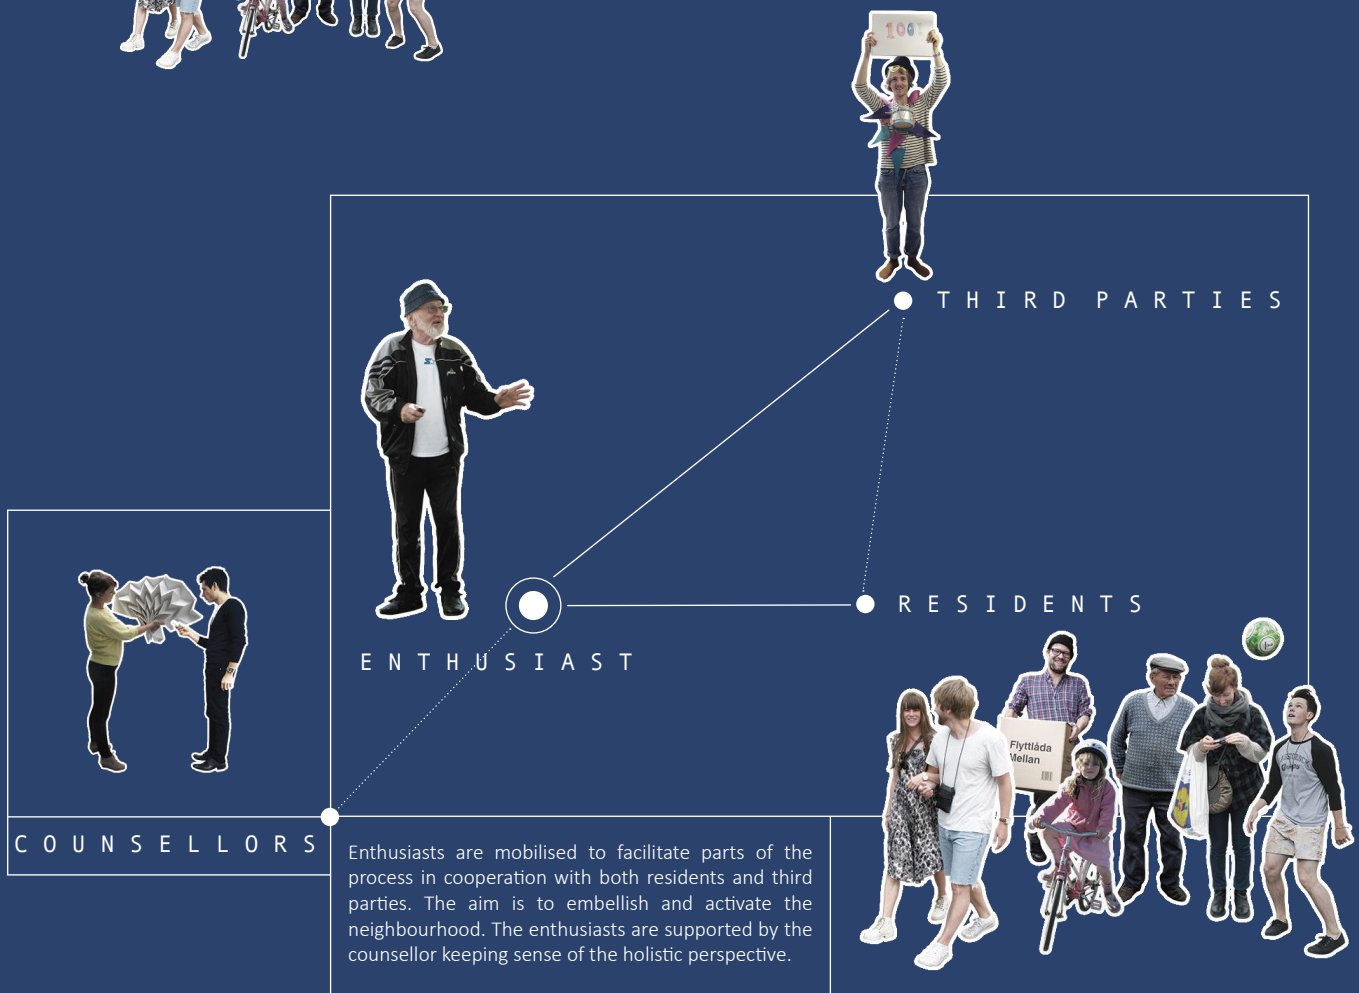 100
THIRD PARTIES
RESIDENTS
ENTHUSIAST
Flyttlåda
Mellan
COUNSELLORS
Enthusiasts are mobilised to facilitate parts of the
process in cooperation with both residents and third
parties. The aim is to embellish and activate the
neighbourhood. The enthusiasts are supported by the
counsellor keeping sense of the holistic perspective.